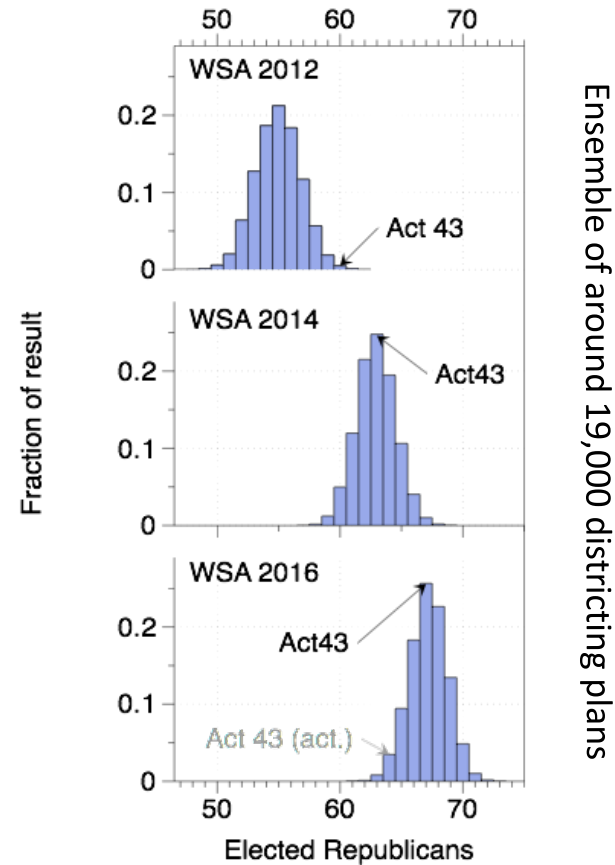 50 60 70
WSA 2012
0.2
0.1
Act 43
0
WSA 2014
0.2
Act43
0.1
0
WSA 2016
0.2
Act43
0.1
Act 43 (act.)
0
50 60 70
Elected Republicans
Fraction of result
Ensemble of around 19,000 districting plans